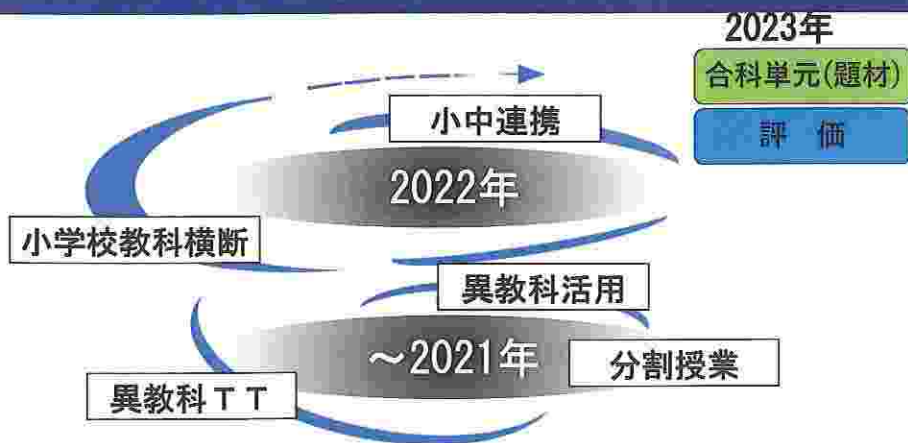 2023年
合科単元(題材)
評 価
小中連携
2022年
小学校教科横断
異教科活用
～2021年
分割授業
異教科TT